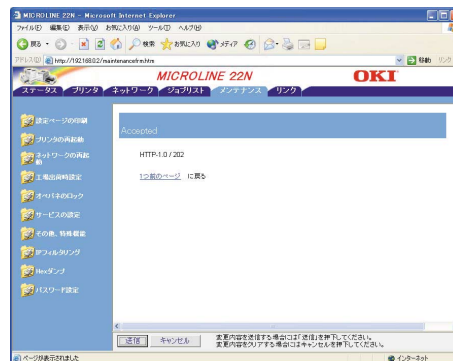 MICROLINE 22N - Microsoft Internet Explorer
ファイル(F) 編集(E) 表示(V) お気に入り(A) ツール(T) ヘルプ(H)
戻る 検索 お気に入り メディア
アドレス(D) http://192.168.0.2/maintenancefrm.htm 移動 リンク
MICROLINE 22N OKI
ステータス プリンタ ネットワーク ジョブリスト メンテナンス リンク
設定ページの印刷
Accepted
プリンタの再起動
HTTP-1.0 / 202
ネットワークの再起動
1つ前のページ に戻る
工場出荷時設定
オペパネのロック
サービスの設定
その他、特殊機能
IPフィルタリング
Hexダンプ
パスワード設定
送信 キャンセル 変更内容を送信する場合には「送信」を押下してください。
変更内容をクリアする場合にはキャンセルを押下してください。
ページが表示されました インターネット